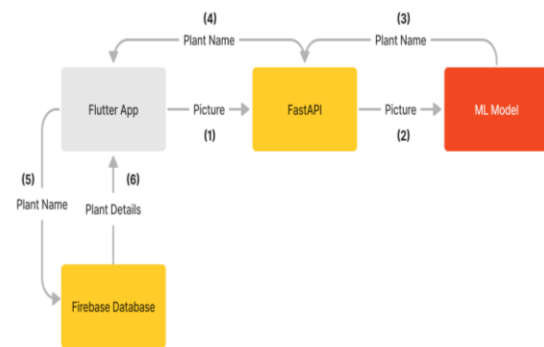 (4)
Plant Name
(3)
Plant Name
Flutter App
Picture
(1)
FastAPI
Picture
(2)
ML Model
(5)
Plant Name
(6)
Plant Details
Firebase Database